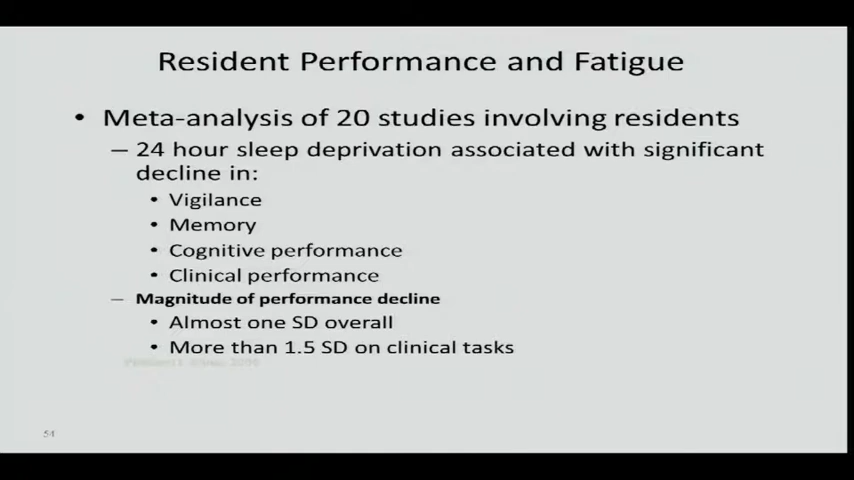 Resident Performance and Fatigue
• Meta-analysis of 20 studies involving residents
– 24 hour sleep deprivation associated with significant
decline in:
• Vigilance
• Memory
• Cognitive performance
• Clinical performance
– Magnitude of performance decline
• Almost one SD overall
• More than 1.5 SD on clinical tasks
54